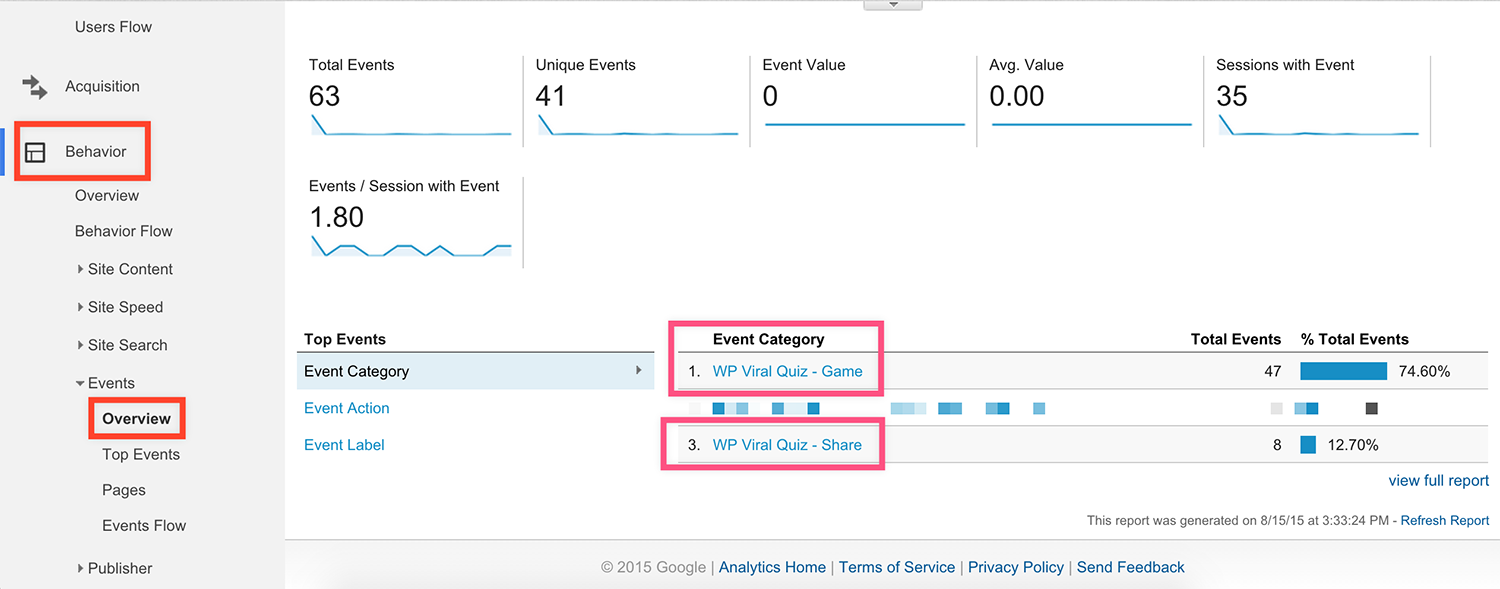 Users Flow
Acquisition
Behavior
Overview
Behavior Flow
Site Content
Site Speed
Site Search
Events
Overview
Top Events
Pages
Events Flow
Publisher
Total Events
63
Unique Events
41
Event Value
0
Avg. Value
0.00
Sessions with Event
35
Events / Session with Event
1.80
Top Events
Event Category
Event Action
Event Label
Event Category Total Events % Total Events
1. WP Viral Quiz - Game 47 74.60%
3. WP Viral Quiz - Share 8 12.70%
view full report
This report was generated on 8/15/15 at 3:33:24 PM - Refresh Report
© 2015 Google | Analytics Home | Terms of Service | Privacy Policy | Send Feedback